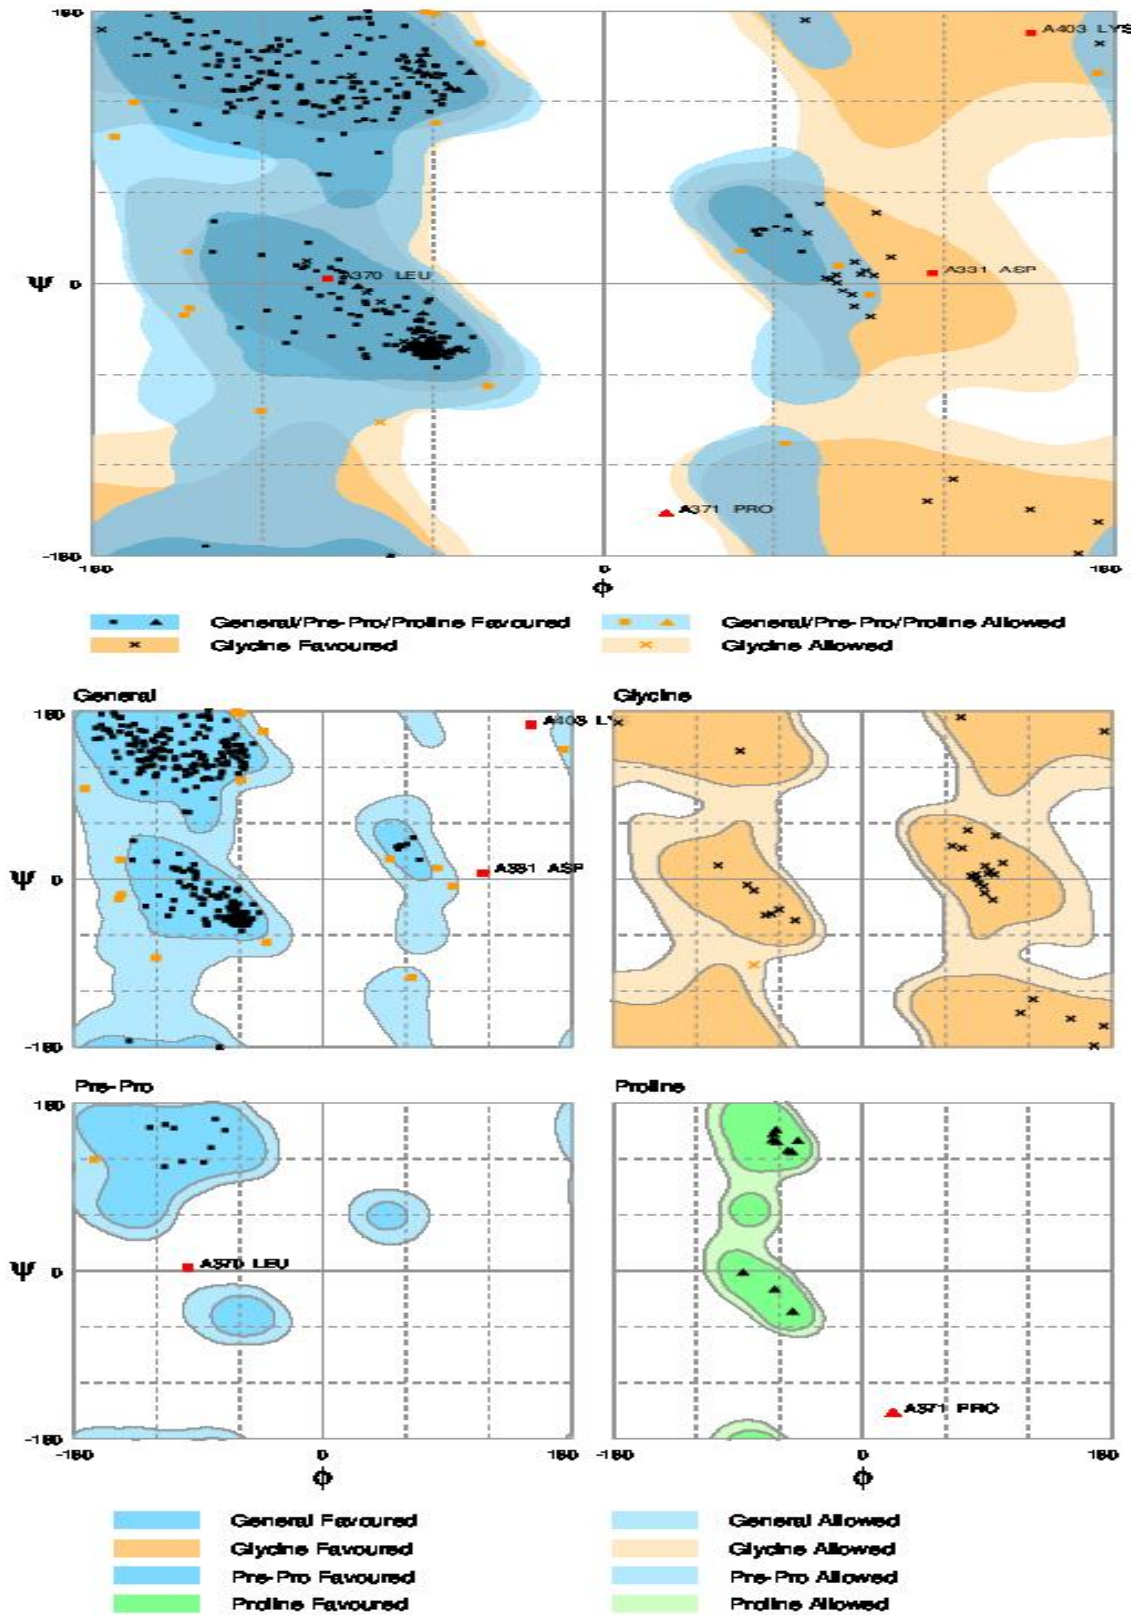 180
A403 LYS
A370 LEU
A331 ASP
Ψ 0
A371 PRO
-180
-180 0 180
Φ
General/Pre-Pro/Proline Favoured General/Pre-Pro/Proline Allowed
Glycine Favoured Glycine Allowed
General Glycine
180
A403 LY
A331 ASP
Ψ 0
-180
Pre-Pro Proline
180
A370 LEU
Ψ 0
A371 PRO
-180
-180 0 180 -180 0 180
Φ Φ
General Favoured General Allowed
Glycine Favoured Glycine Allowed
Pre-Pro Favoured Pre-Pro Allowed
Proline Favoured Proline Allowed